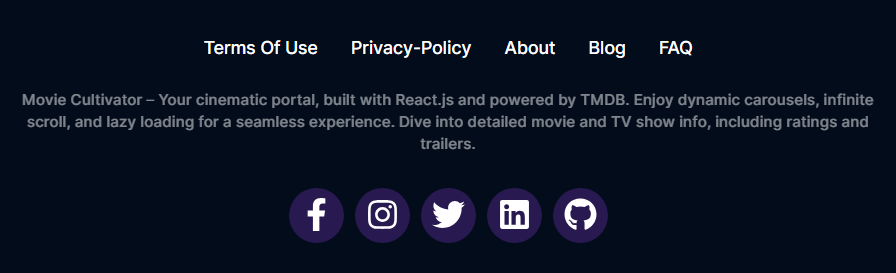 Terms Of Use Privacy-Policy About Blog FAQ
Movie Cultivator – Your cinematic portal, built with React.js and powered by TMDB. Enjoy dynamic carousels, infinite
scroll, and lazy loading for a seamless experience. Dive into detailed movie and TV show info, including ratings and
trailers.